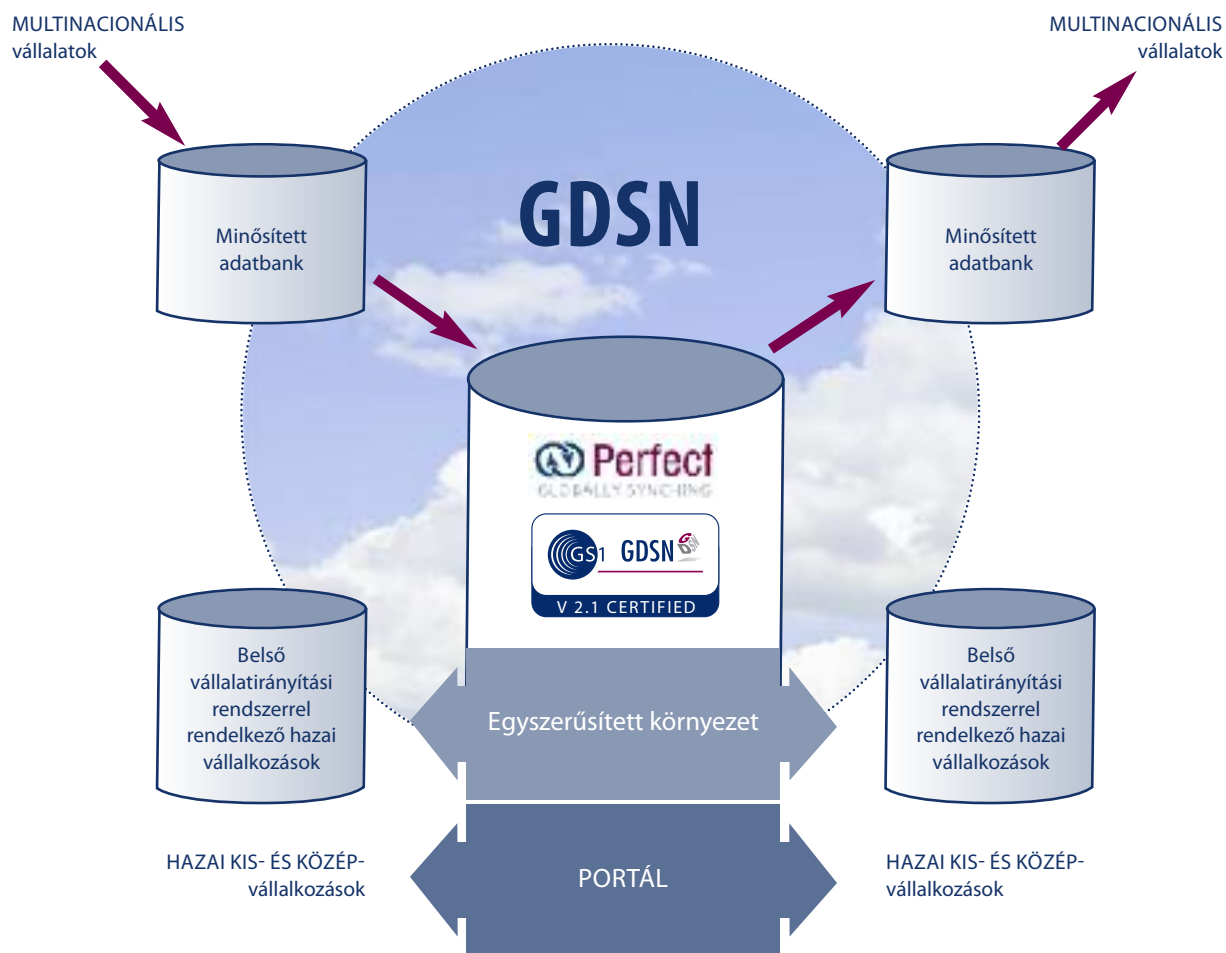 MULTINACIONÁLIS
vállalatok
MULTINACIONÁLIS
vállalatok
GDSN
Minősített
adatbank
Minősített
adatbank
Perfect
GLOBALLY SYNCHING
GS1 GDSN GDSN
V 2.1 CERTIFIED
Belső
vállalatirányítási
rendszerrel
rendelkező hazai
vállalkozások
Egyszerűsített környezet
Belső
vállalatirányítási
rendszerrel
rendelkező hazai
vállalkozások
HAZAI KIS- ÉS KÖZÉP-
vállalkozások
PORTÁL
HAZAI KIS- ÉS KÖZÉP-
vállalkozások